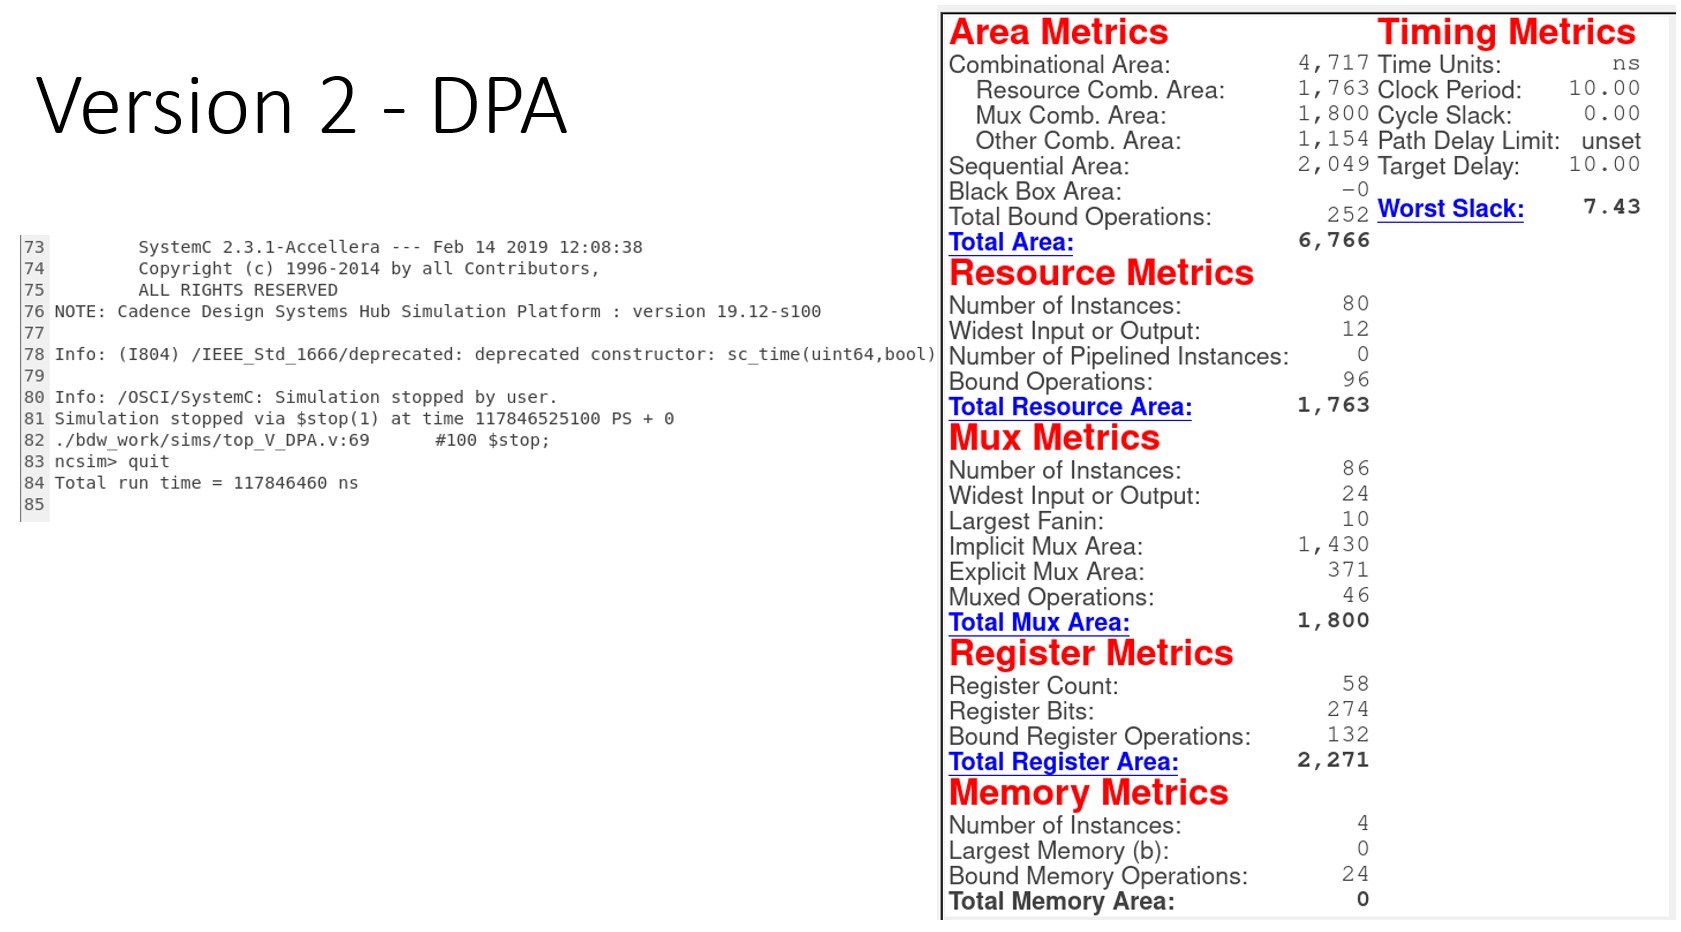 Version 2 - DPA
73 SystemC 2.3.1-Accellera --- Feb 14 2019 12:08:38
74 Copyright (c) 1996-2014 by all Contributors,
75 ALL RIGHTS RESERVED
76 NOTE: Cadence Design Systems Hub Simulation Platform : version 19.12-s100
77
78 Info: (I804) /IEEE_Std_1666/deprecated: deprecated constructor: sc_time(uint64,bool)
79
80 Info: /OSCI/SystemC: Simulation stopped by user.
81 Simulation stopped via $stop(1) at time 117846525100 PS + 0
82 ./bdw_work/sims/top_V_DPA.v:69 #100 $stop;
83 ncsim> quit
84 Total run time = 117846460 ns
85
Area Metrics
Combinational Area: 4,717
Resource Comb. Area: 1,763
Mux Comb. Area: 1,800
Other Comb. Area: 1,154
Sequential Area: 2,049
Black Box Area: -0
Total Bound Operations: 252
Total Area: 6,766
Resource Metrics
Number of Instances: 80
Widest Input or Output: 12
Number of Pipelined Instances: 0
Bound Operations: 96
Total Resource Area: 1,763
Mux Metrics
Number of Instances: 86
Widest Input or Output: 24
Largest Fanin: 10
Implicit Mux Area: 1,430
Explicit Mux Area: 371
Muxed Operations: 46
Total Mux Area: 1,800
Register Metrics
Register Count: 58
Register Bits: 274
Bound Register Operations: 132
Total Register Area: 2,271
Memory Metrics
Number of Instances: 4
Largest Memory (b): 0
Bound Memory Operations: 24
Total Memory Area: 0
Timing Metrics
Time Units: ns
Clock Period: 10.00
Cycle Slack: 0.00
Path Delay Limit: unset
Target Delay: 10.00
Worst Slack: 7.43